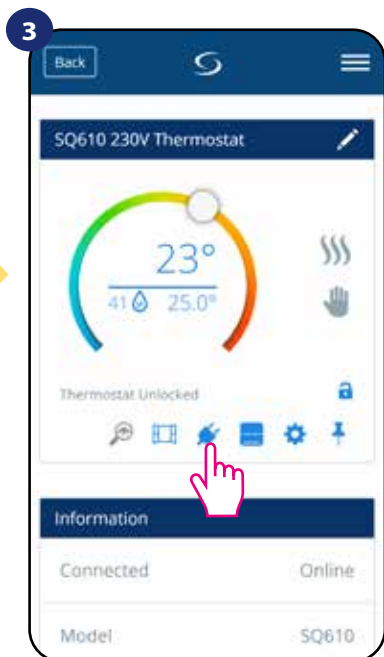 3
Back
SQ610 230V Thermostat
23°
41 25.0°
Thermostat Unlocked
Information
Connected Online
Model SQ610